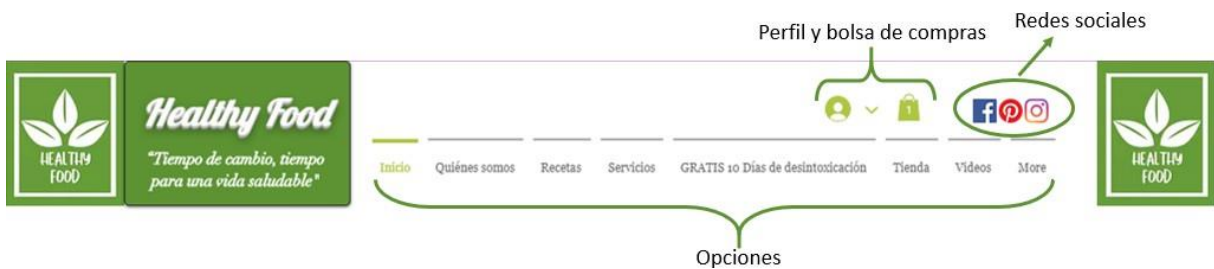 Redes sociales
Perfil y bolsa de compras
HEALTHY
FOOD
Healthy Food
"Tiempo de cambio, tiempo
para una vida saludable"
1
Inicio Quiénes somos Recetas Servicios GRATIS 10 Días de desintoxicación Tienda Videos More
HEALTHY
FOOD
Opciones